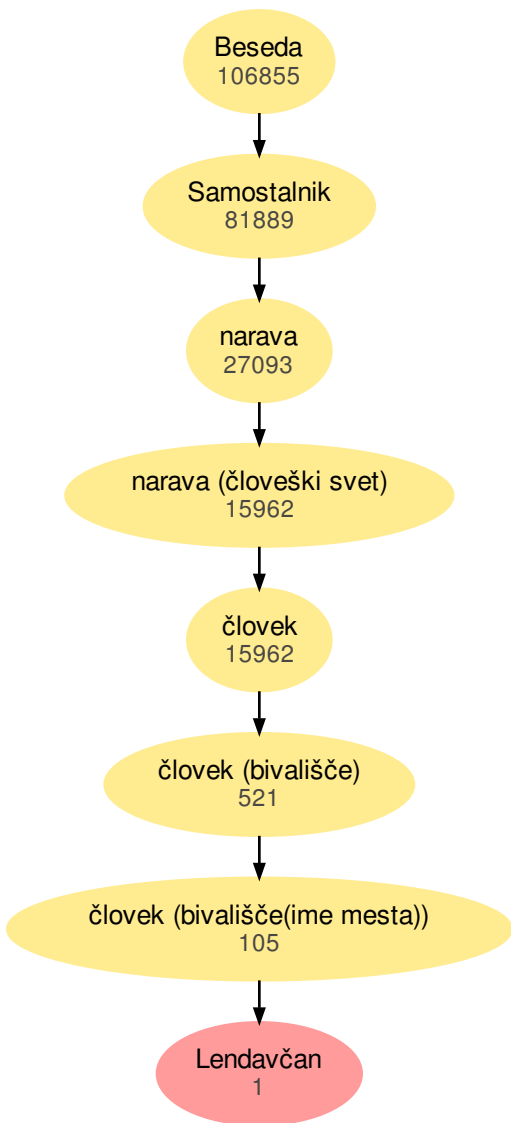 Beseda
106855
Samostalnik
81889
narava
27093
narava (človeški svet)
15962
človek
15962
človek (bivališče)
521
človek (bivališče(ime mesta))
105
Lendavčan
1